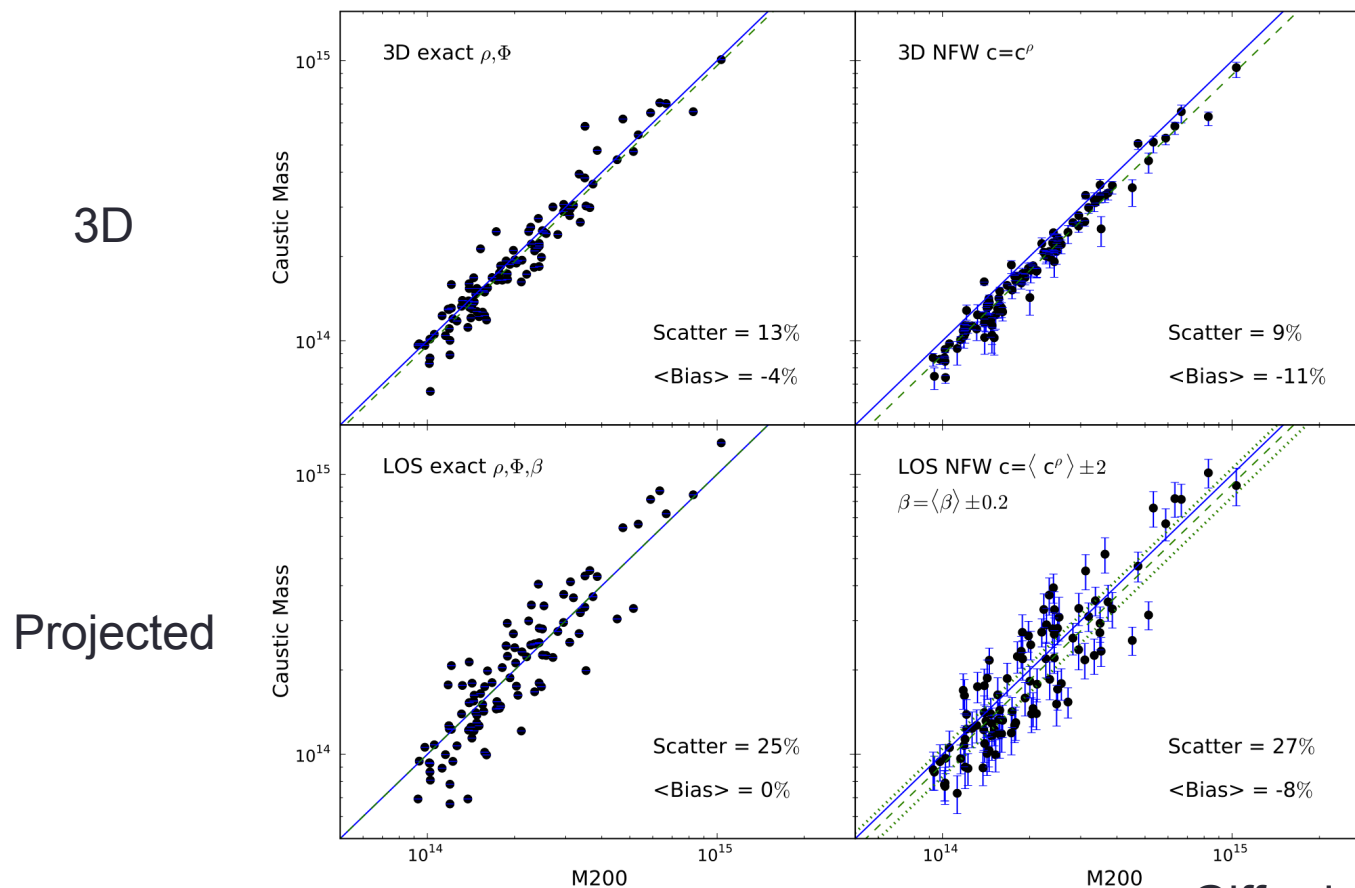 3D
Projected
3D exact ρ,Φ
Scatter = 13%
<Bias> = -4%
3D NFW c=c^ρ
Scatter = 9%
<Bias> = -11%
LOS exact ρ,Φ,β
Scatter = 25%
<Bias> = 0%
LOS NFW c=⟨ c^ρ ⟩ ±2
β=⟨β⟩ ±0.2
Scatter = 27%
<Bias> = -8%
Caustic Mass
10^15
10^14
Caustic Mass
10^15
10^14
10^14
10^15
M200
10^14
10^15
M200